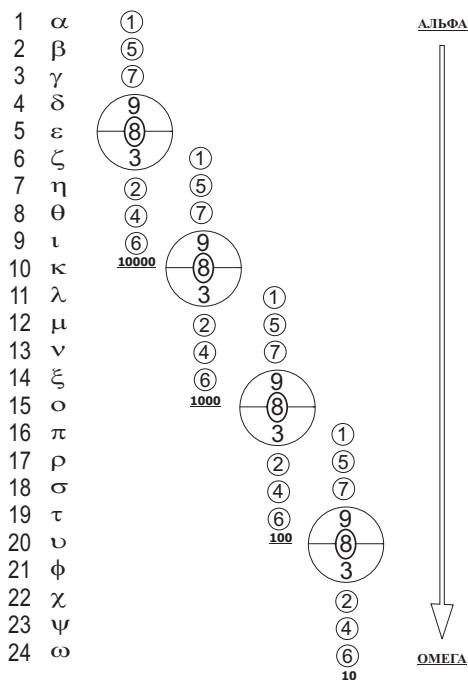 1 α ① АЛЬФА
2 β ⑤
3 γ ⑦
4 δ 9
5 ε 8
6 ζ 3 ①
7 η ② ⑤
8 θ ④ ⑦
9 ι ⑥ 9
10000
10 κ 8
11 λ 3 ①
12 μ ② ⑤
13 ν ④ ⑦
14 ξ ⑥ 9
1000
15 ο 8
16 π 3 ①
17 ρ ② ⑤
18 σ ④ ⑦
19 τ ⑥ 9
100
20 υ 8
21 φ 3
22 χ ②
23 ψ ④
24 ω ⑥ ОМЕГА
10